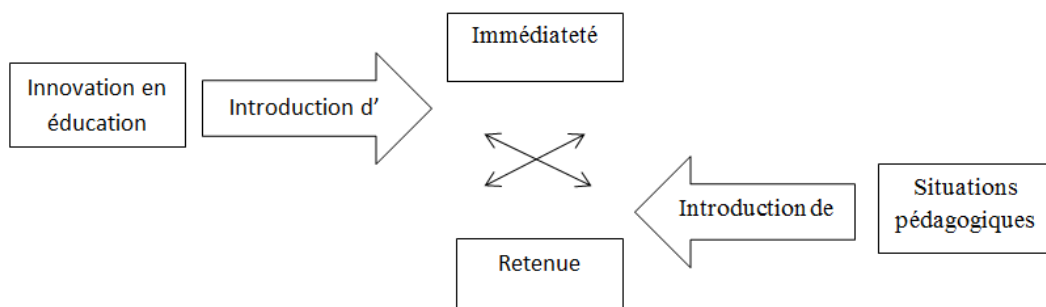 Immédiateté
Innovation en
éducation
Introduction d’
Introduction de
Situations
pédagogiques
Retenue